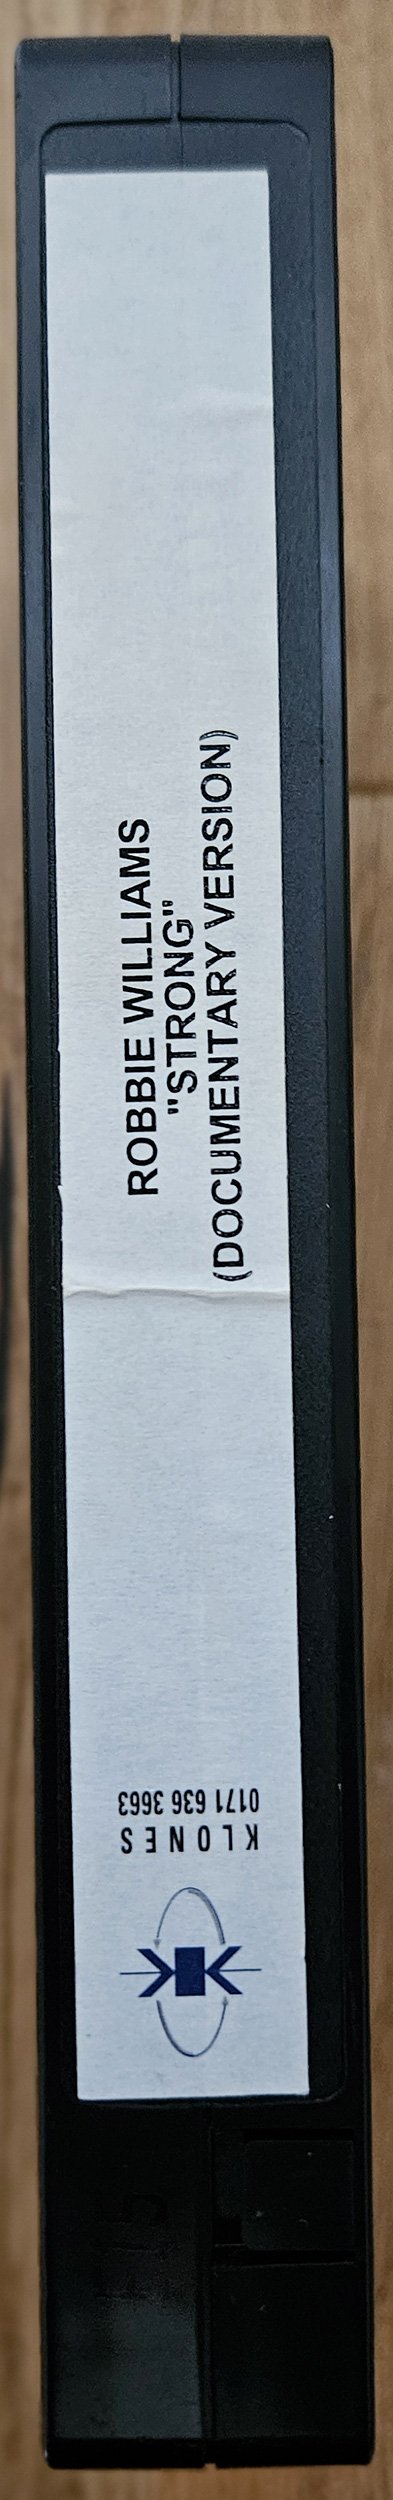 ROBBIE WILLIAMS
"STRONG"
(DOCUMENTARY VERSION)
KLONES
0171 636 3663